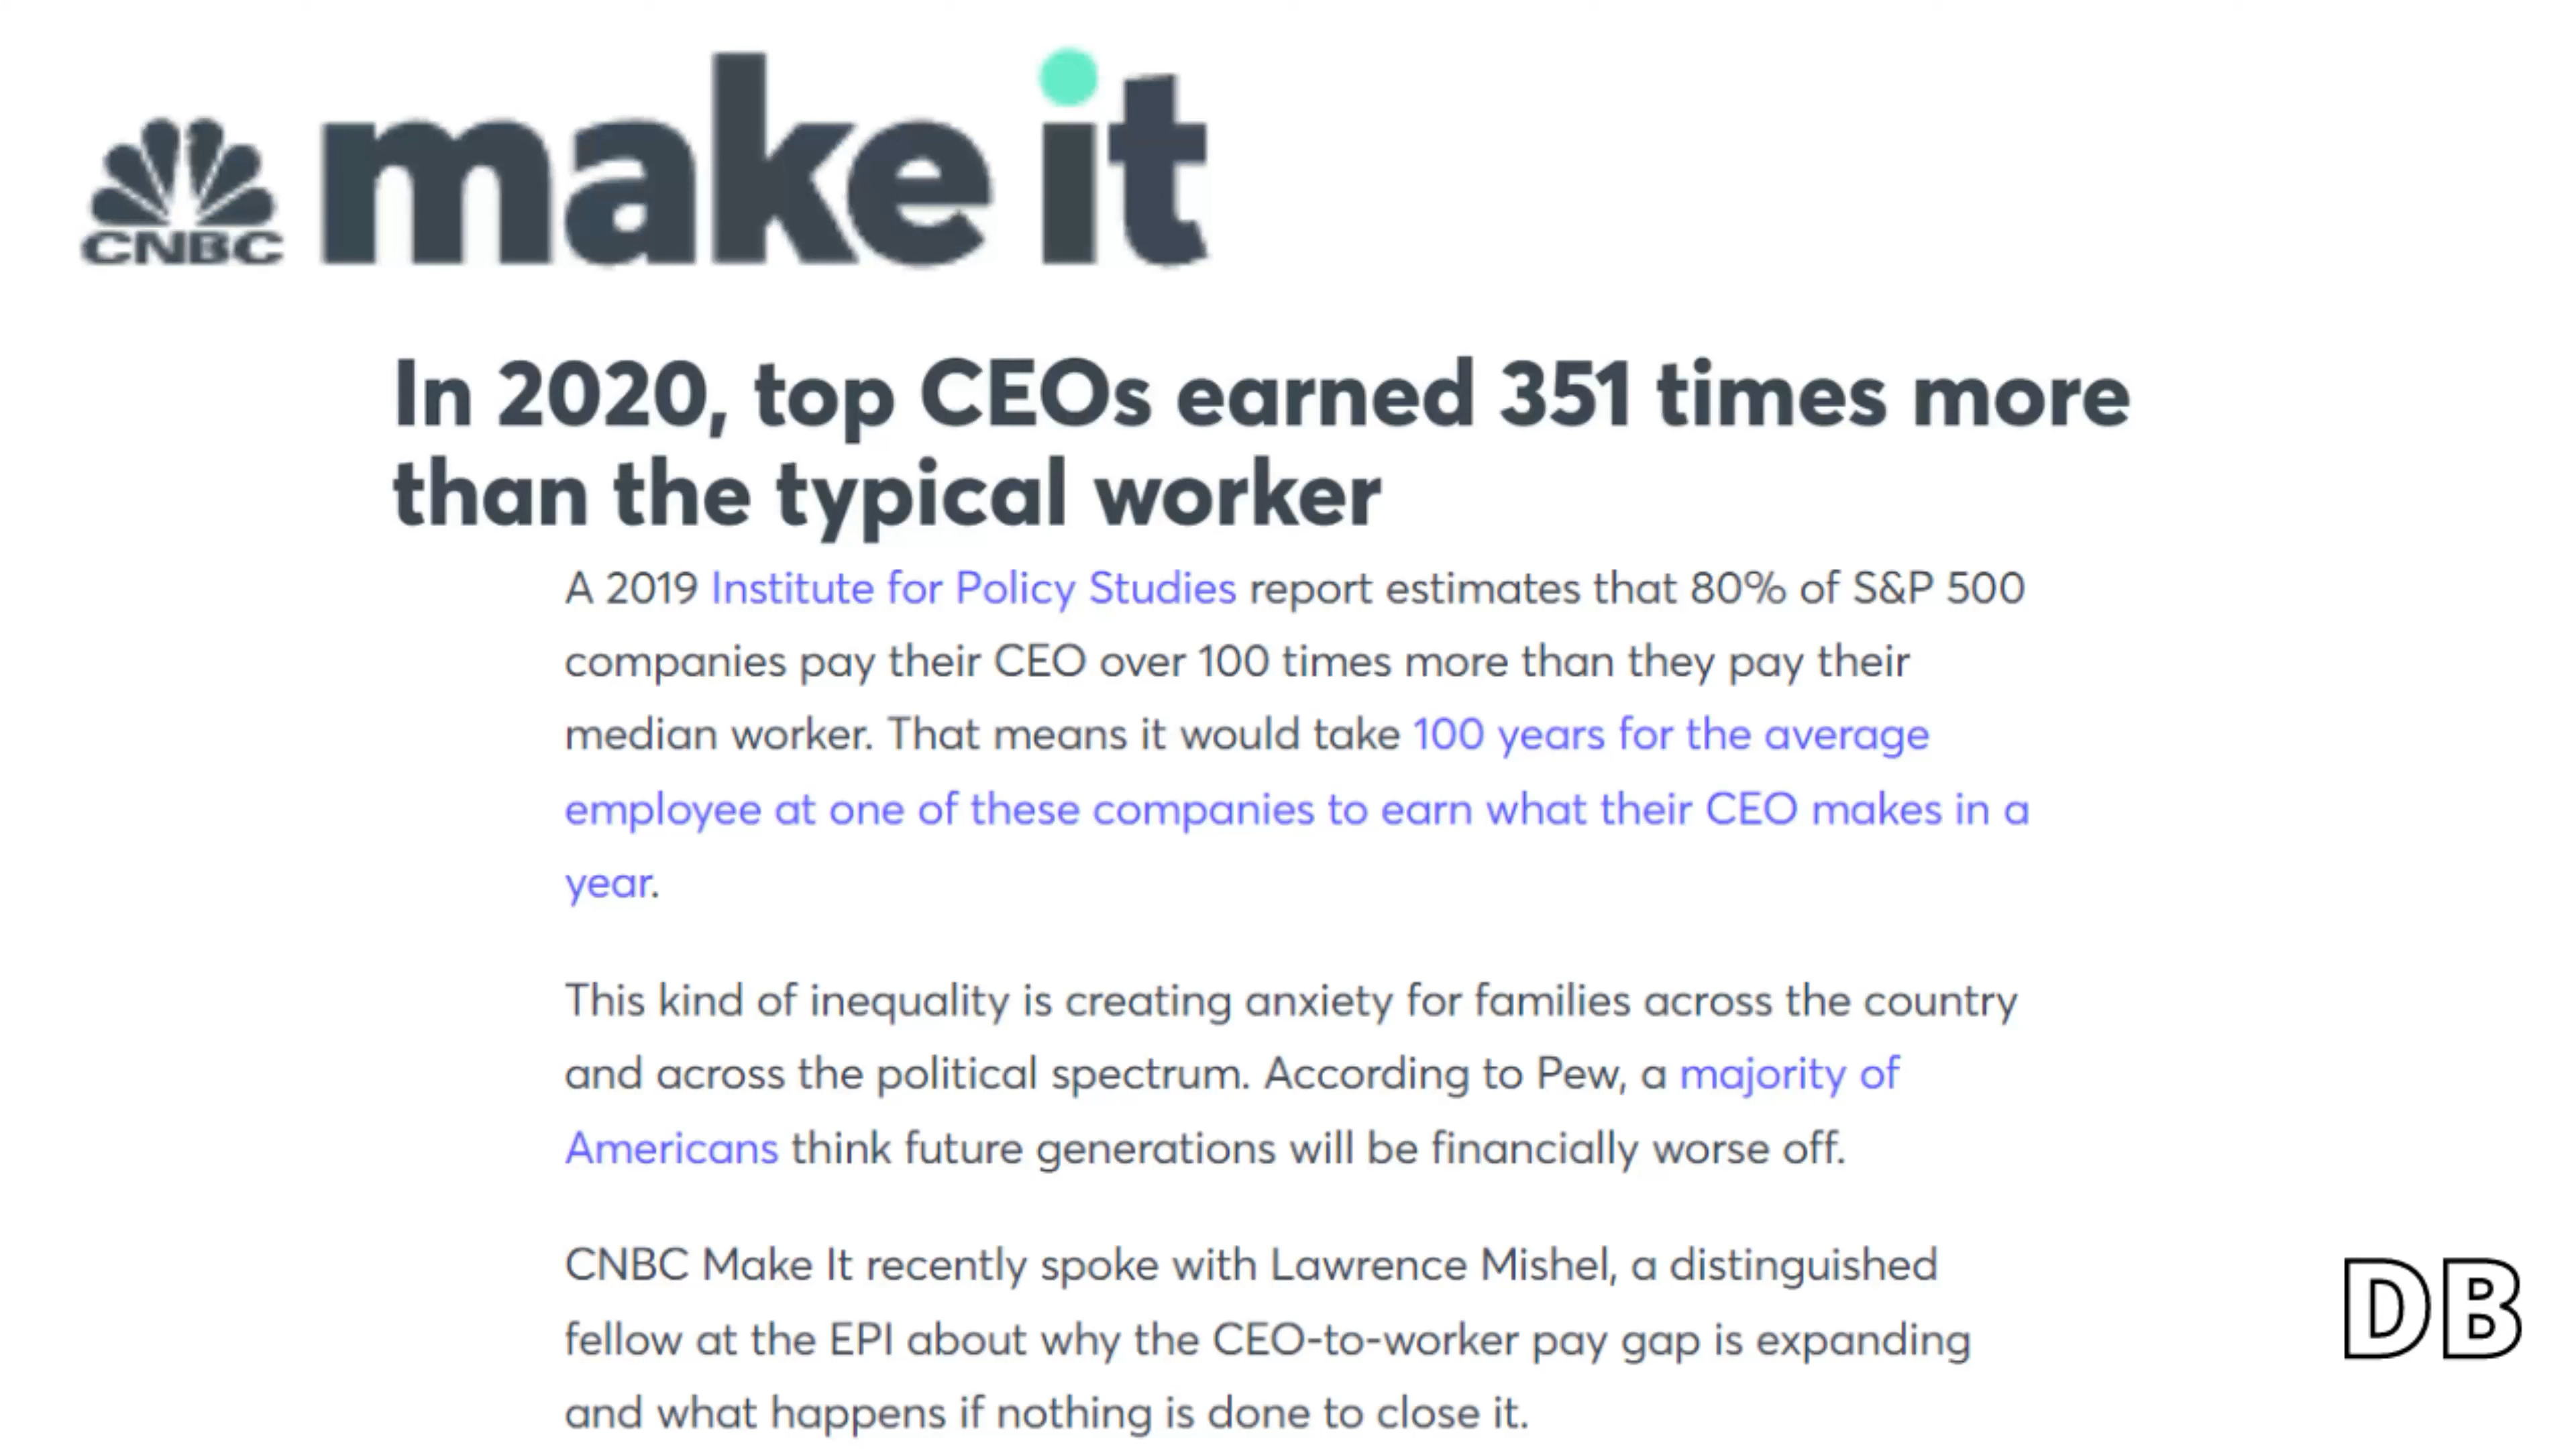 CNBC make it
In 2020, top CEOs earned 351 times more
than the typical worker
A 2019 Institute for Policy Studies report estimates that 80% of S&P 500
companies pay their CEO over 100 times more than they pay their
median worker. That means it would take 100 years for the average
employee at one of these companies to earn what their CEO makes in a
year.
This kind of inequality is creating anxiety for families across the country
and across the political spectrum. According to Pew, a majority of
Americans think future generations will be financially worse off.
CNBC Make It recently spoke with Lawrence Mishel, a distinguished
fellow at the EPI about why the CEO-to-worker pay gap is expanding
and what happens if nothing is done to close it.
DB